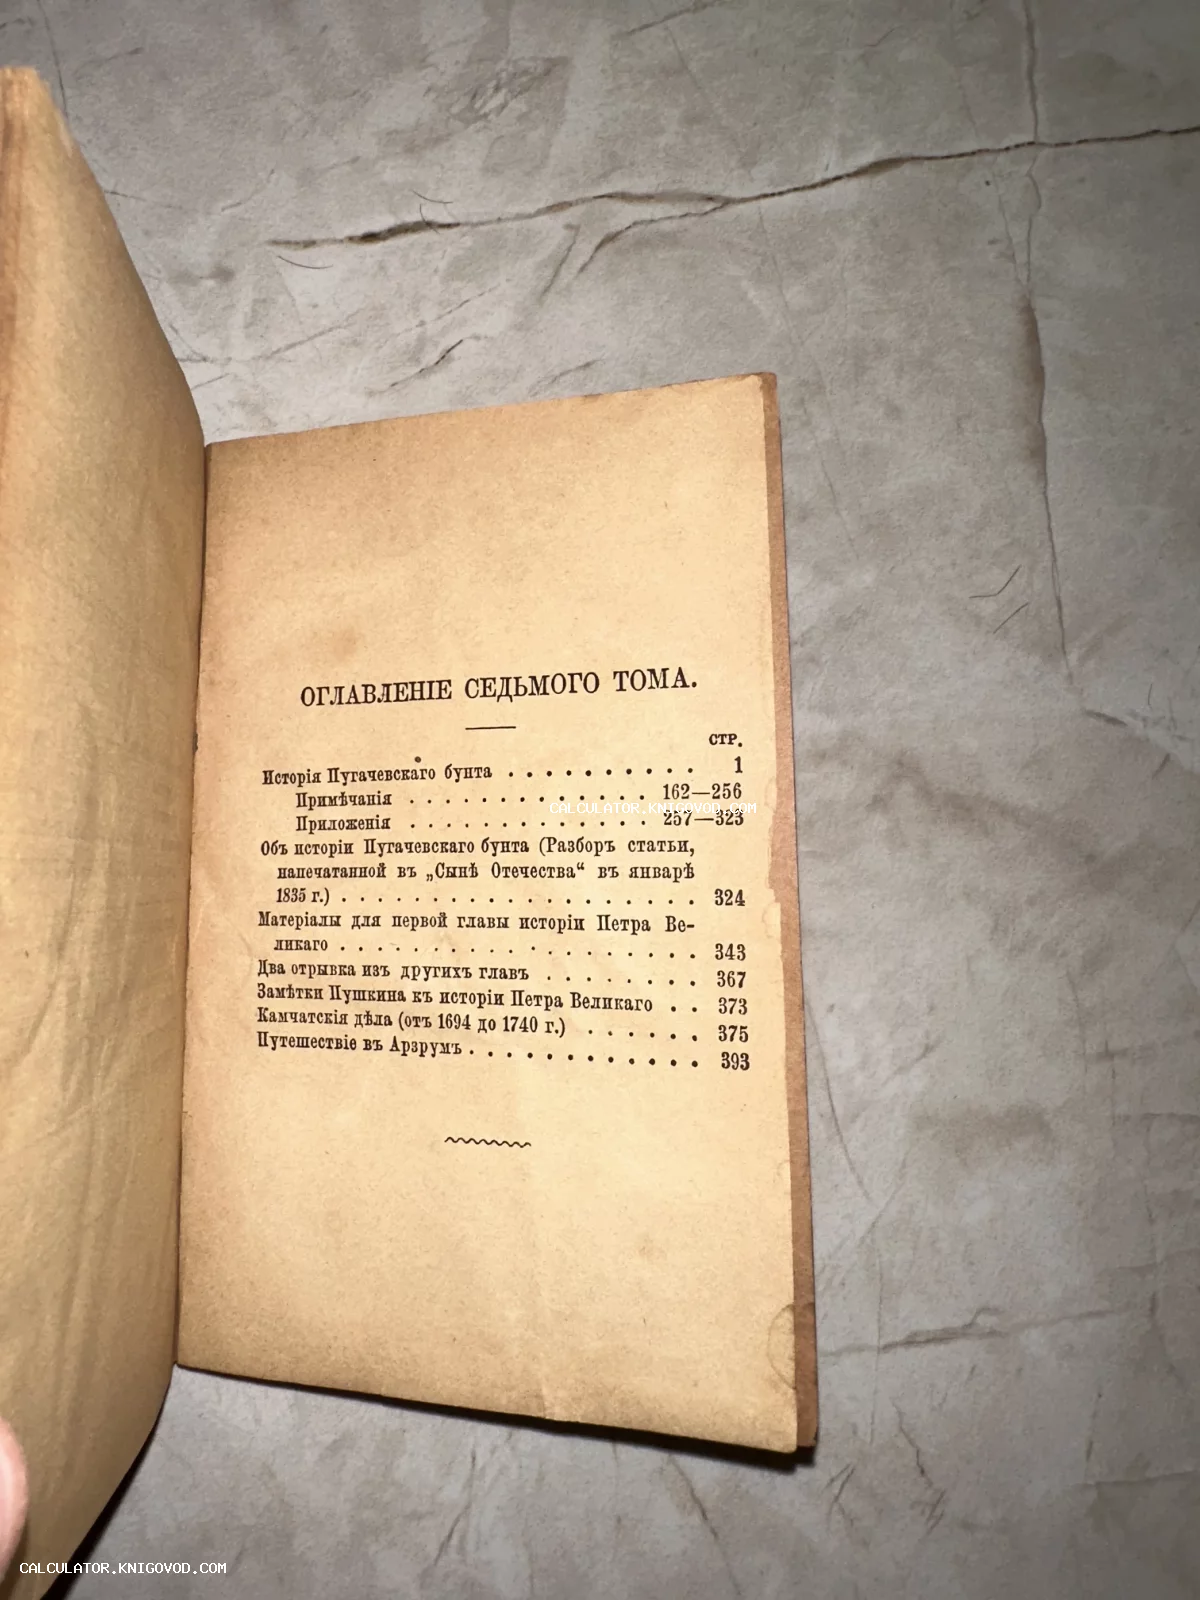 ОГЛАВЛЕНІЕ СЕДЬМОГО ТОМА.
СТР.
Исторія Пугачевскаго бунта . . . . . . . . . . 1
Примѣчанія . . . . . . . . . . . . . 162—256
Приложенія . . . . . . . . . . . . . 257—323
Объ исторіи Пугачевскаго бунта (Разборъ статьи,
напечатанной въ „Сынѣ Отечества“ въ январѣ
1835 г.) . . . . . . . . . . . . . . . . . 324
Матеріалы для первой главы исторіи Петра Ве-
ликаго . . . . . . . . . . . . . . . . 343
Два отрывка изъ другихъ главъ . . . . . . . . 367
Замѣтки Пушкина къ исторіи Петра Великаго . . 373
Камчатскія дѣла (отъ 1694 до 1740 г.) . . . . . . 375
Путешествіе въ Арзрумъ . . . . . . . . . . . . 393
CALCULATOR.KNIGOVOD.COM
CALCULATOR.KNIGOVOD.COM